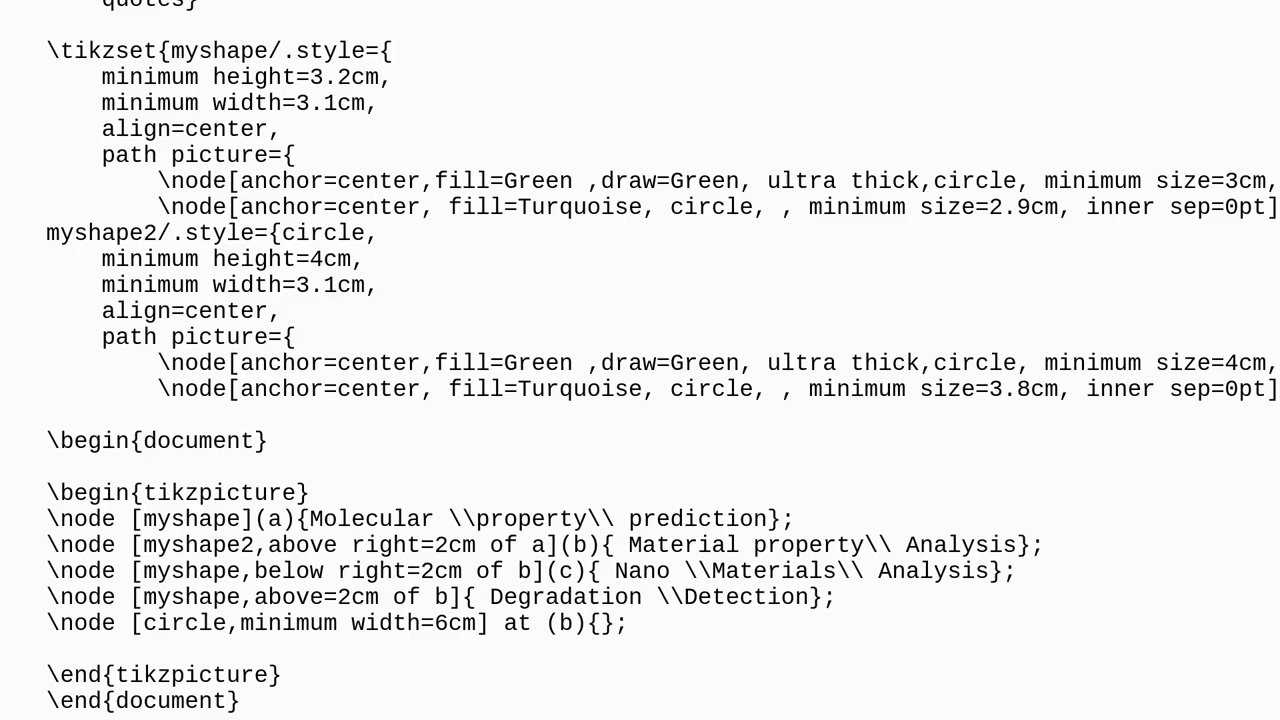 quotes}
\tikzset{myshape/.style={
minimum height=3.2cm,
minimum width=3.1cm,
align=center,
path picture={
\node[anchor=center,fill=Green ,draw=Green, ultra thick,circle, minimum size=3cm,
\node[anchor=center, fill=Turquoise, circle, , minimum size=2.9cm, inner sep=0pt]
myshape2/.style={circle,
minimum height=4cm,
minimum width=3.1cm,
align=center,
path picture={
\node[anchor=center,fill=Green ,draw=Green, ultra thick,circle, minimum size=4cm,
\node[anchor=center, fill=Turquoise, circle, , minimum size=3.8cm, inner sep=0pt]
\begin{document}
\begin{tikzpicture}
\node [myshape](a){Molecular \\property\\ prediction};
\node [myshape2,above right=2cm of a](b){ Material property\\ Analysis};
\node [myshape,below right=2cm of b](c){ Nano \\Materials\\ Analysis};
\node [myshape,above=2cm of b]{ Degradation \\Detection};
\node [circle,minimum width=6cm] at (b){};
\end{tikzpicture}
\end{document}